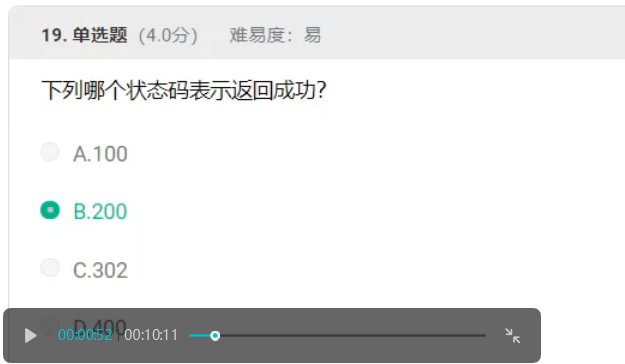 19. 单选题 (4.0分) 难易度：易
下列哪个状态码表示返回成功?
A.100
B.200
C.302
D.400
00:00:52 / 00:10:11